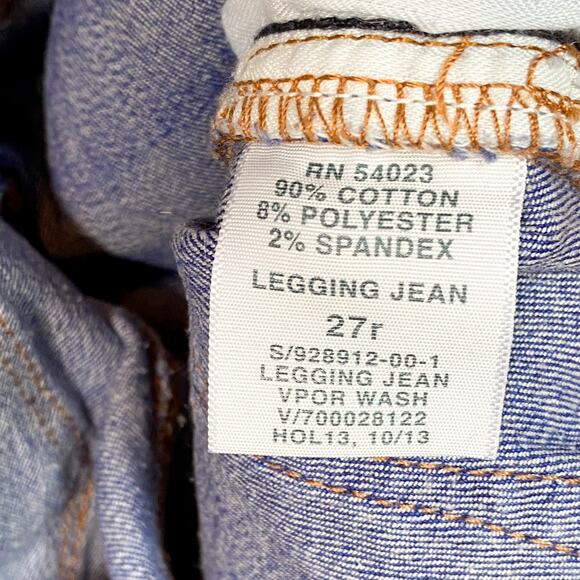 RN 54023
90% COTTON
8% POLYESTER
2% SPANDEX
LEGGING JEAN
27r
S/928912-00-1
LEGGING JEAN
VPOR WASH
V/700028122
HOL13, 10/13